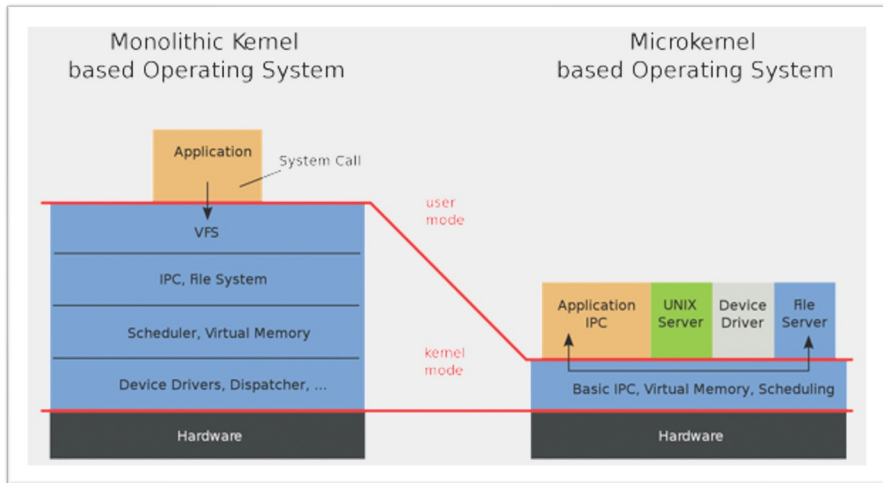 Monolithic Kernel
based Operating System
Microkernel
based Operating System
Application
System Call
user
mode
VFS
IPC, File System
Scheduler, Virtual Memory
kernel
mode
Device Drivers, Dispatcher, ...
Hardware
Application
IPC
UNIX
Server
Device
Driver
File
Server
Basic IPC, Virtual Memory, Scheduling
Hardware